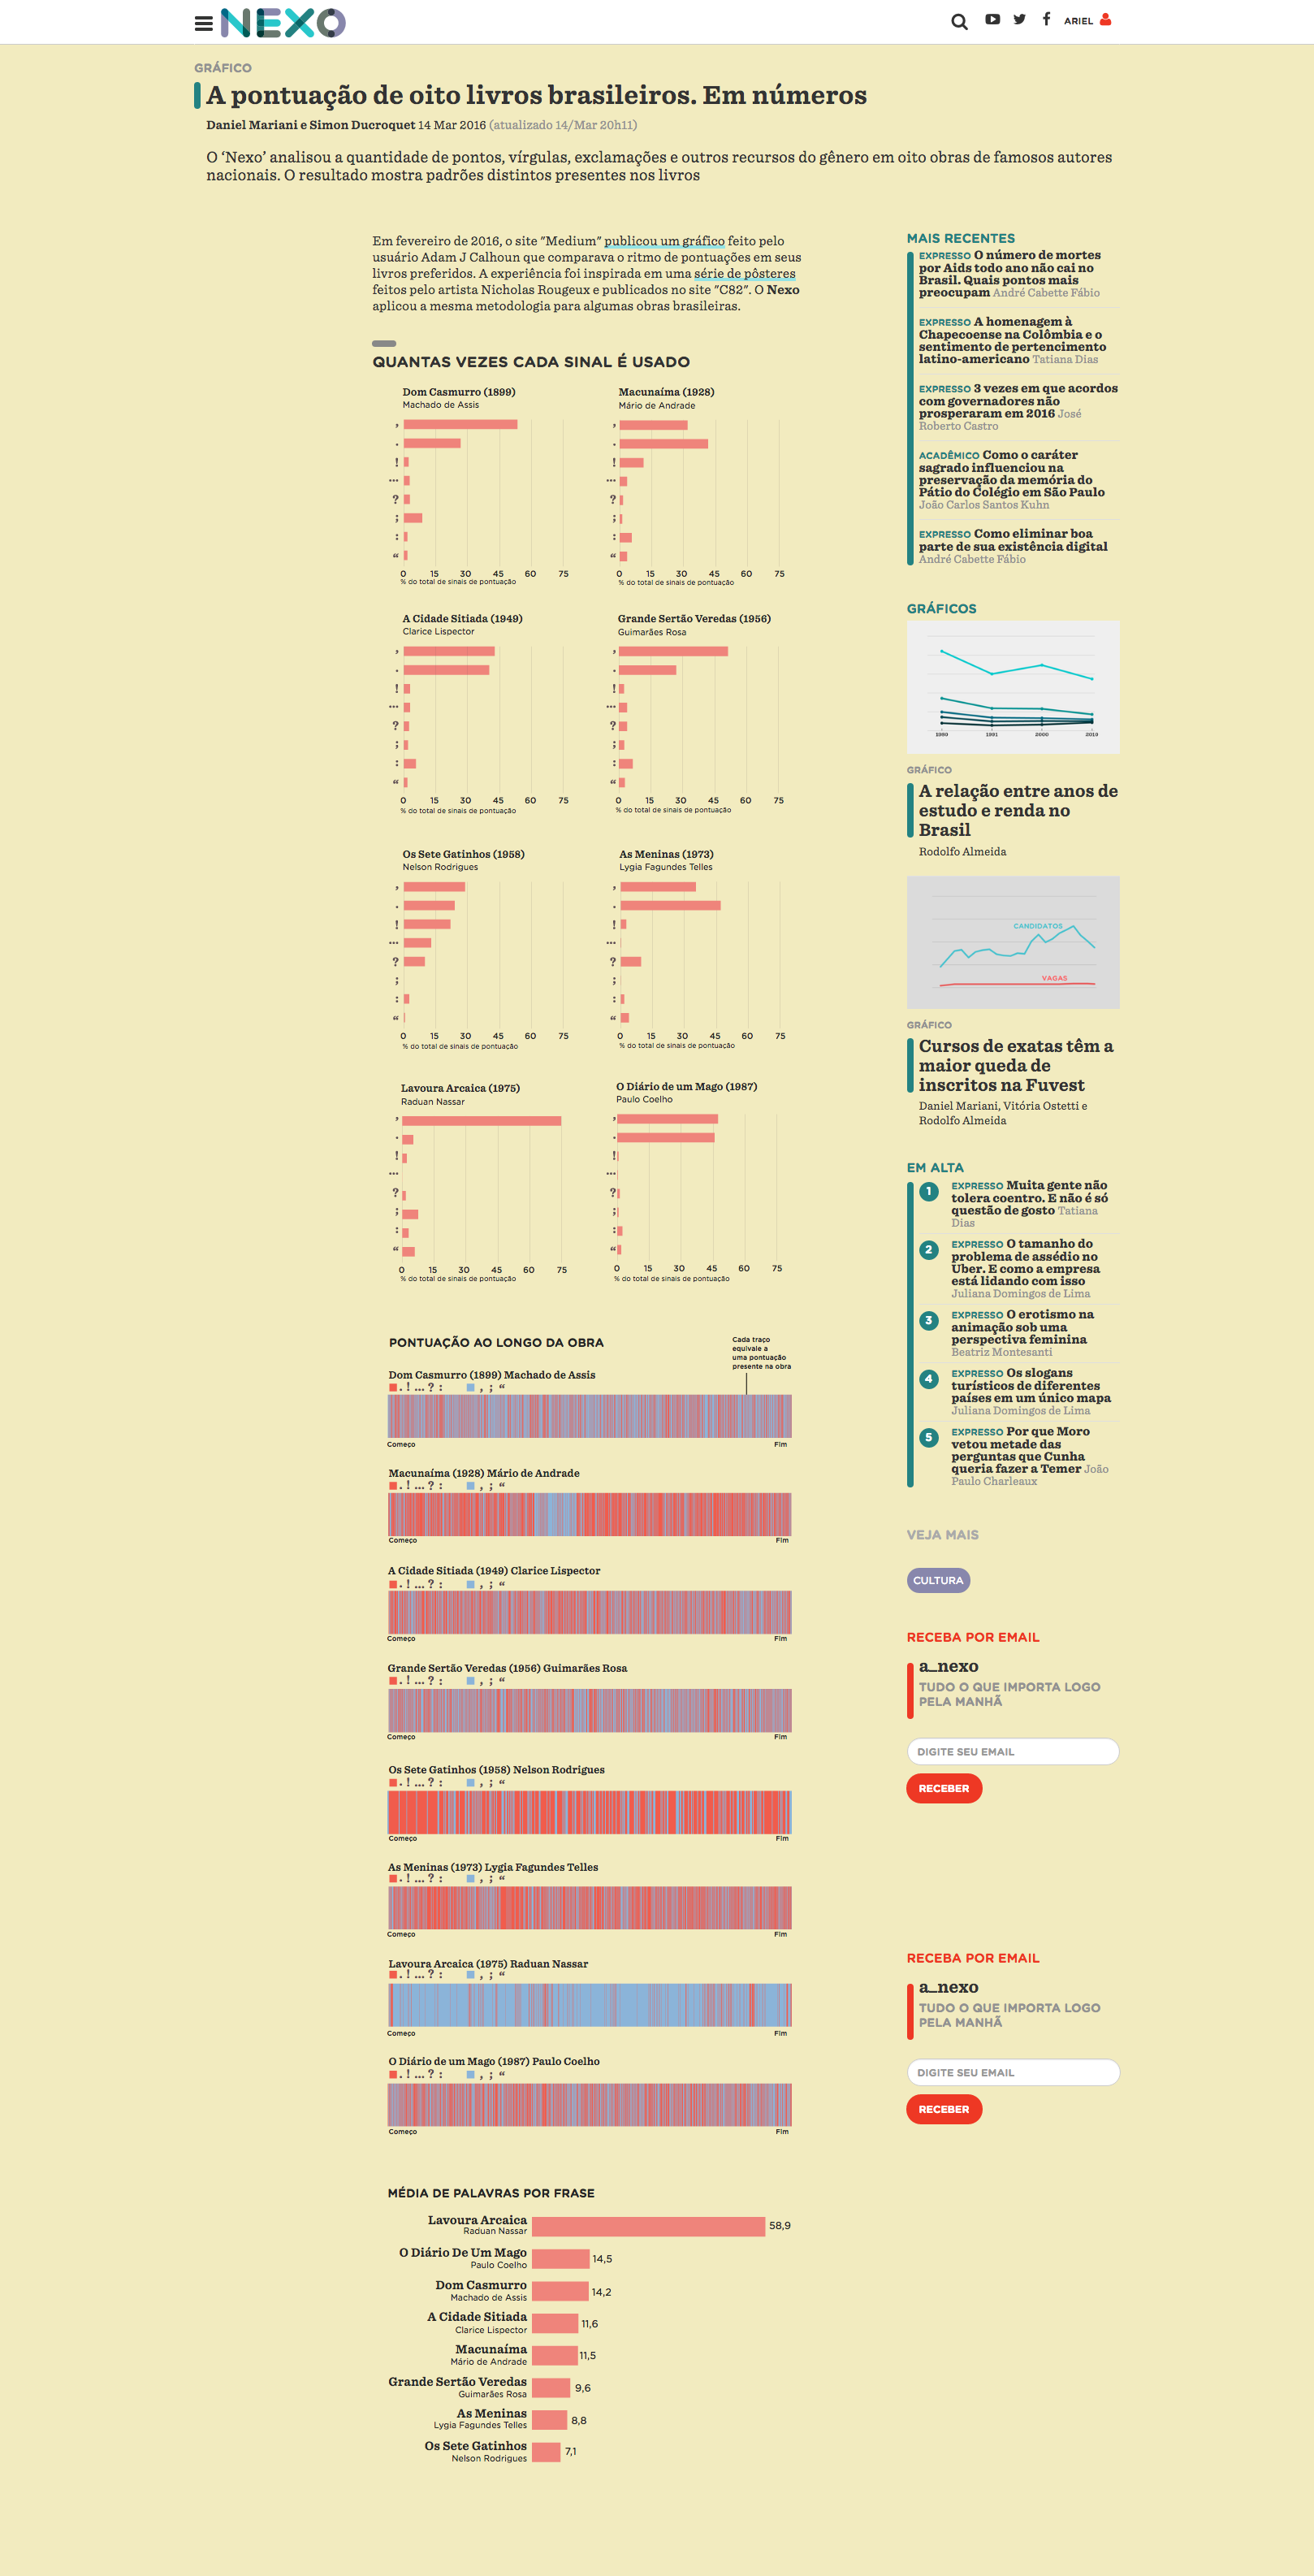 NEXO
ARIEL
GRÁFICO
A pontuação de oito livros brasileiros. Em números
Daniel Mariani e Simon Ducroquet 14 Mar 2016 (atualizado 14/Mar 20h11)
O ‘Nexo’ analisou a quantidade de pontos, vírgulas, exclamações e outros recursos do gênero em oito obras de famosos autores
nacionais. O resultado mostra padrões distintos presentes nos livros
Em fevereiro de 2016, o site "Medium" publicou um gráfico feito pelo
usuário Adam J Calhoun que comparava o ritmo de pontuações em seus
livros preferidos. A experiência foi inspirada em uma série de pôsteres
feitos pelo artista Nicholas Rougeux e publicados no site "C82". O Nexo
aplicou a mesma metodologia para algumas obras brasileiras.
QUANTAS VEZES CADA SINAL É USADO
Dom Casmurro (1899)
Machado de Assis
,
.
!
...
?
;
:
“
0 15 30 45 60 75
% do total de sinais de pontuação
Macunaíma (1928)
Mário de Andrade
,
.
!
...
?
;
:
“
0 15 30 45 60 75
% do total de sinais de pontuação
A Cidade Sitiada (1949)
Clarice Lispector
,
.
!
...
?
;
:
“
0 15 30 45 60 75
% do total de sinais de pontuação
Grande Sertão Veredas (1956)
Guimarães Rosa
,
.
!
...
?
;
:
“
0 15 30 45 60 75
% do total de sinais de pontuação
Os Sete Gatinhos (1958)
Nelson Rodrigues
,
.
!
...
?
;
:
“
0 15 30 45 60 75
% do total de sinais de pontuação
As Meninas (1973)
Lygia Fagundes Telles
,
.
!
...
?
;
:
“
0 15 30 45 60 75
% do total de sinais de pontuação
Lavoura Arcaica (1975)
Raduan Nassar
,
.
!
...
?
;
:
“
0 15 30 45 60 75
% do total de sinais de pontuação
O Diário de um Mago (1987)
Paulo Coelho
,
.
!
...
?
;
:
“
0 15 30 45 60 75
% do total de sinais de pontuação
PONTUAÇÃO AO LONGO DA OBRA
Cada traço
equivale a
uma pontuação
presente na obra
Dom Casmurro (1899) Machado de Assis
. ! ... ? : , ; “
Começo Fim
Macunaíma (1928) Mário de Andrade
. ! ... ? : , ; “
Começo Fim
A Cidade Sitiada (1949) Clarice Lispector
. ! ... ? : , ; “
Começo Fim
Grande Sertão Veredas (1956) Guimarães Rosa
. ! ... ? : , ; “
Começo Fim
Os Sete Gatinhos (1958) Nelson Rodrigues
. ! ... ? : , ; “
Começo Fim
As Meninas (1973) Lygia Fagundes Telles
. ! ... ? : , ; “
Começo Fim
Lavoura Arcaica (1975) Raduan Nassar
. ! ... ? : , ; “
Começo Fim
O Diário de um Mago (1987) Paulo Coelho
. ! ... ? : , ; “
Começo Fim
MÉDIA DE PALAVRAS POR FRASE
Lavoura Arcaica 58,9
Raduan Nassar
O Diário De Um Mago 14,5
Paulo Coelho
Dom Casmurro 14,2
Machado de Assis
A Cidade Sitiada 11,6
Clarice Lispector
Macunaíma 11,5
Mário de Andrade
Grande Sertão Veredas 9,6
Guimarães Rosa
As Meninas 8,8
Lygia Fagundes Telles
Os Sete Gatinhos 7,1
Nelson Rodrigues
MAIS RECENTES
EXPRESSO O número de mortes
por Aids todo ano não cai no
Brasil. Quais pontos mais
preocupam André Cabette Fábio
EXPRESSO A homenagem à
Chapecoense na Colômbia e o
sentimento de pertencimento
latino-americano Tatiana Dias
EXPRESSO 3 vezes em que acordos
com governadores não
prosperaram em 2016 José
Roberto Castro
ACADÊMICO Como o caráter
sagrado influenciou na
preservação da memória do
Pátio do Colégio em São Paulo
João Carlos Santos Kuhn
EXPRESSO Como eliminar boa
parte de sua existência digital
André Cabette Fábio
GRÁFICOS
1980 1991 2000 2010
GRÁFICO
A relação entre anos de
estudo e renda no
Brasil
Rodolfo Almeida
CANDIDATOS
VAGAS
GRÁFICO
Cursos de exatas têm a
maior queda de
inscritos na Fuvest
Daniel Mariani, Vitória Ostetti e
Rodolfo Almeida
EM ALTA
1 EXPRESSO Muita gente não
tolera coentro. E não é só
questão de gosto Tatiana
Dias
2 EXPRESSO O tamanho do
problema de assédio no
Uber. E como a empresa
está lidando com isso
Juliana Domingos de Lima
3 EXPRESSO O erotismo na
animação sob uma
perspectiva feminina
Beatriz Montesanti
4 EXPRESSO Os slogans
turísticos de diferentes
países em um único mapa
Juliana Domingos de Lima
5 EXPRESSO Por que Moro
vetou metade das
perguntas que Cunha
queria fazer a Temer João
Paulo Charleaux
VEJA MAIS
CULTURA
RECEBA POR EMAIL
a_nexo
TUDO O QUE IMPORTA LOGO
PELA MANHÃ
DIGITE SEU EMAIL
RECEBER
RECEBA POR EMAIL
a_nexo
TUDO O QUE IMPORTA LOGO
PELA MANHÃ
DIGITE SEU EMAIL
RECEBER